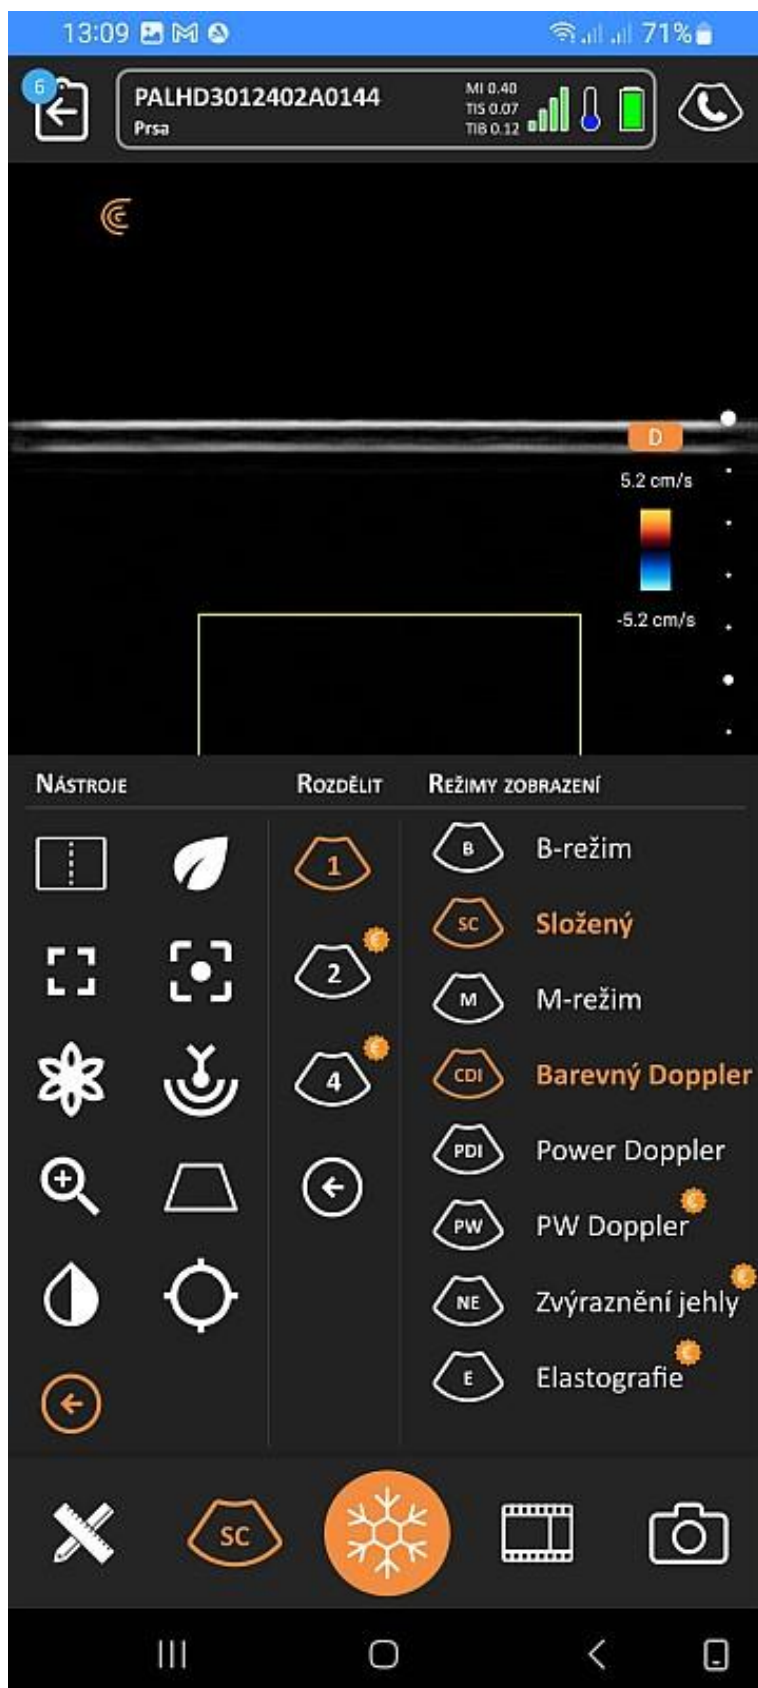 13:09
71%
6
PALHD3012402A0144
Prsa
MI 0.40
TIS 0.07
TIB 0.12
D
5.2 cm/s
-5.2 cm/s
Nástroje
Rozdělit
Režimy zobrazení
1
2
€
4
€
B B-režim
SC Složený
M M-režim
CDI Barevný Doppler
PDI Power Doppler
PW PW Doppler €
NE Zvýraznění jehly €
E Elastografie €
SC